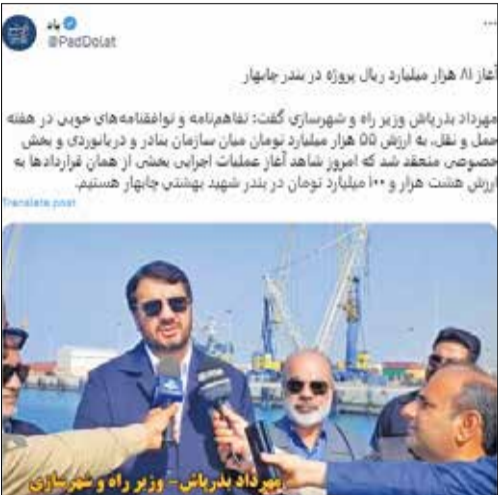 پاد
@PadDolat
آغاز ۸۱ هزار میلیارد ریال پروژه در بندر چابهار
مهرداد بذرپاش وزیر راه و شهرسازی گفت: تفاهم‌نامه و توافقنامه‌های خوبی در هفته
حمل و نقل، به ارزش ۵۵ هزار میلیارد تومان میان سازمان بنادر و دریانوردی و بخش
خصوصی منعقد شد که امروز شاهد آغاز عملیات اجرایی بخشی از همان قراردادها به
ارزش هشت هزار و ۱۰۰ میلیارد تومان در بندر شهید بهشتی چابهار هستیم.
Translate post
مهرداد بذرپاش - وزیر راه و شهرسازی